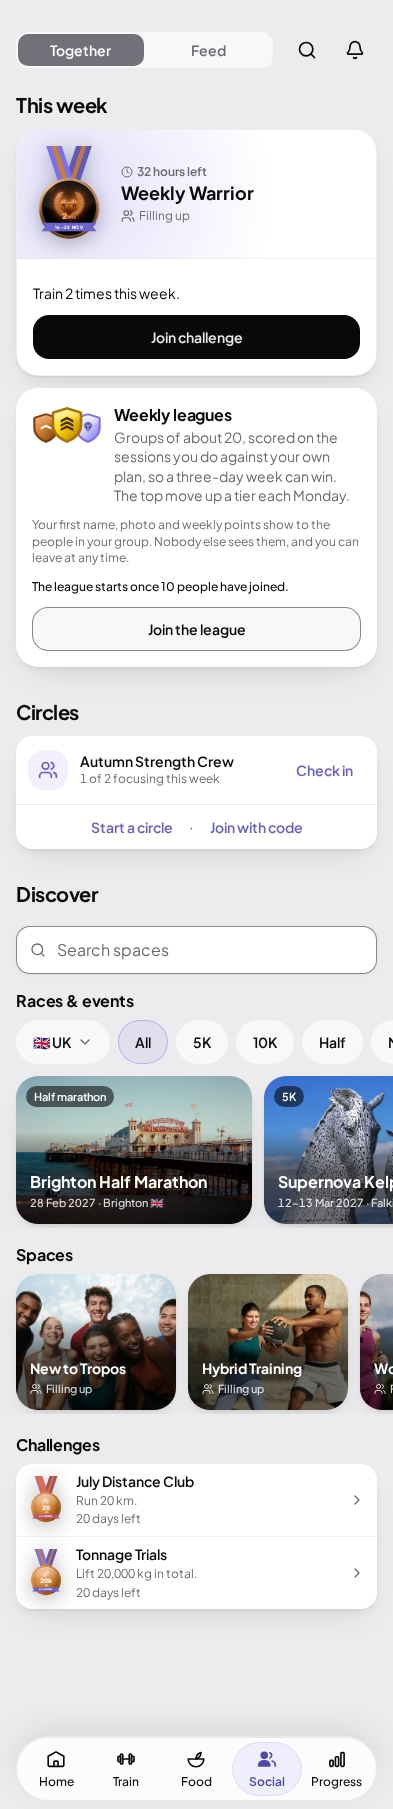 Together
Feed
This week
32 hours left
Weekly Warrior
Filling up
Train 2 times this week.
Join challenge
Weekly leagues
Groups of about 20, scored on the
sessions you do against your own
plan, so a three-day week can win.
The top move up a tier each Monday.
Your first name, photo and weekly points show to the
people in your group. Nobody else sees them, and you can
leave at any time.
The league starts once 10 people have joined.
Join the league
Circles
Autumn Strength Crew
1 of 2 focusing this week
Check in
Start a circle · Join with code
Discover
Search spaces
Races & events
🇬🇧 UK
All
5K
10K
Half
Half marathon
Brighton Half Marathon
28 Feb 2027 · Brighton 🇬🇧
5K
Supernova Kelp
12–13 Mar 2027 · Falki
Spaces
New to Tropos
Filling up
Hybrid Training
Filling up
Wo
Challenges
July Distance Club
Run 20 km.
20 days left
Tonnage Trials
Lift 20,000 kg in total.
20 days left
Home
Train
Food
Social
Progress